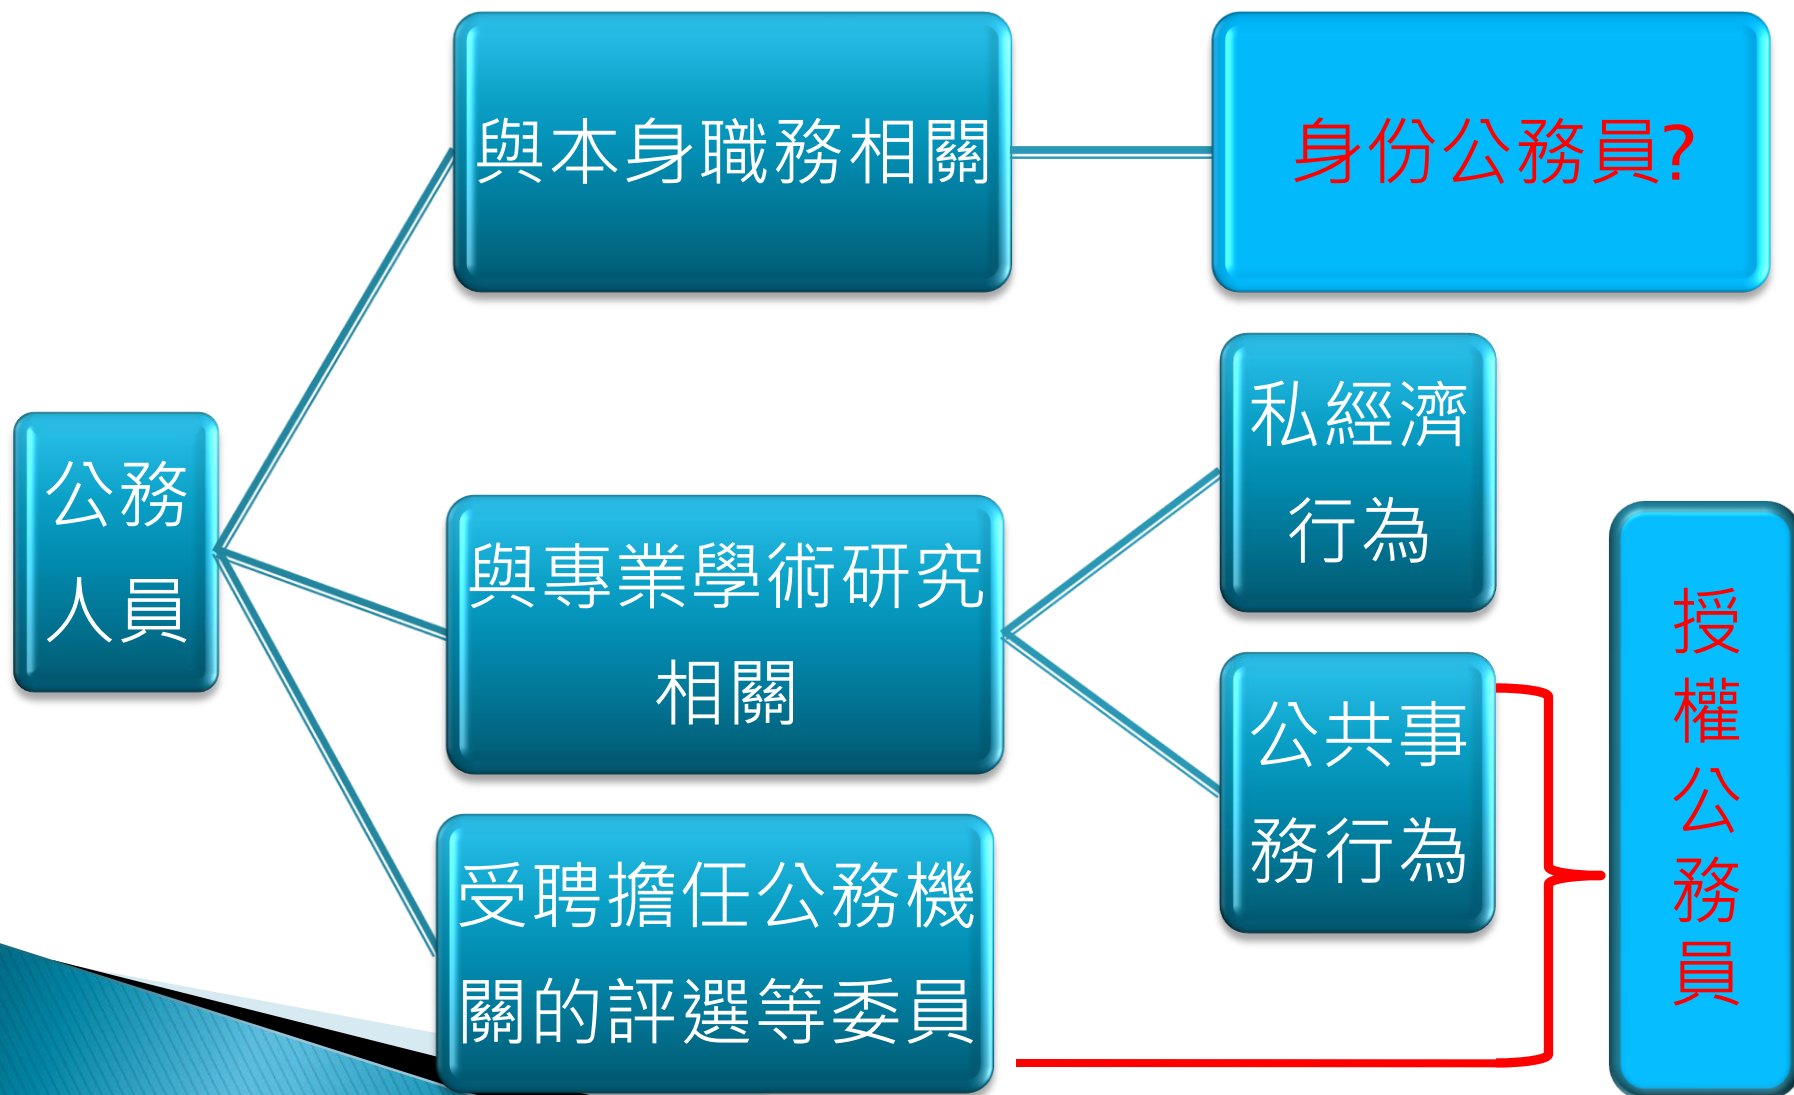 公務
人員
與本身職務相關
身份公務員?
與專業學術研究
相關
私經濟
行為
公共事
務行為
受聘擔任公務機
關的評選等委員
授
權
公
務
員